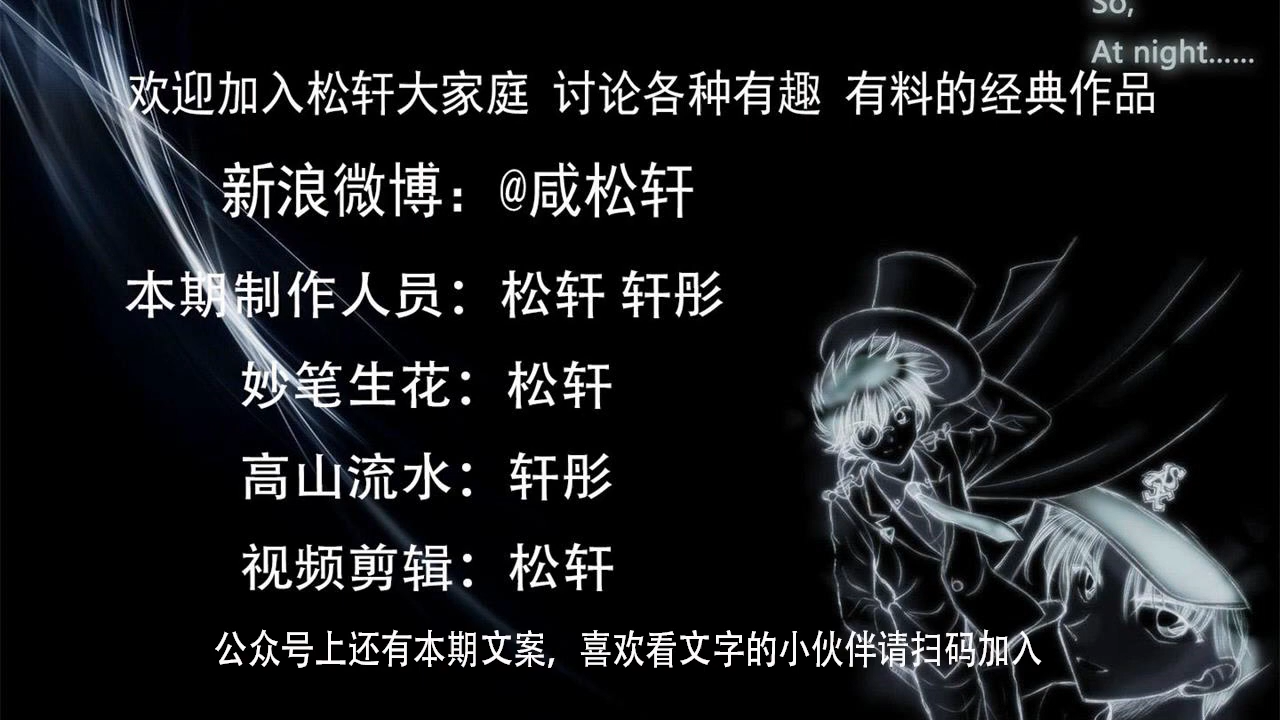 So,
At night......
欢迎加入松轩大家庭 讨论各种有趣 有料的经典作品
新浪微博：@咸松轩
本期制作人员：松轩 轩彤
妙笔生花：松轩
高山流水：轩彤
视频剪辑：松轩
公众号上还有本期文案，喜欢看文字的小伙伴请扫码加入